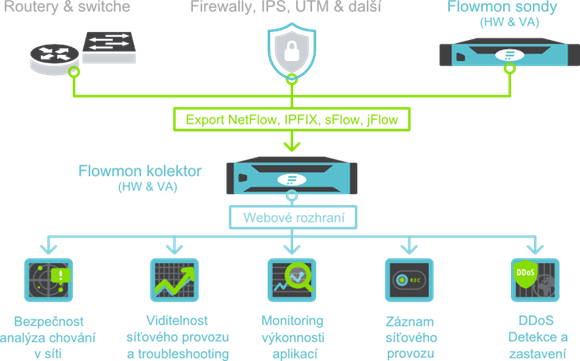 Routery & switche
Firewally, IPS, UTM & další
Flowmon sondy
(HW & VA)
Export NetFlow, IPFIX, sFlow, jFlow
Flowmon kolektor
(HW & VA)
Webové rozhraní
REC
DDoS
Bezpečnost
analýza chování
v síti
Viditelnost
síťového provozu
a troubleshooting
Monitoring
výkonnosti
aplikací
Záznam
síťového
provozu
DDoS
Detekce a
zastavení